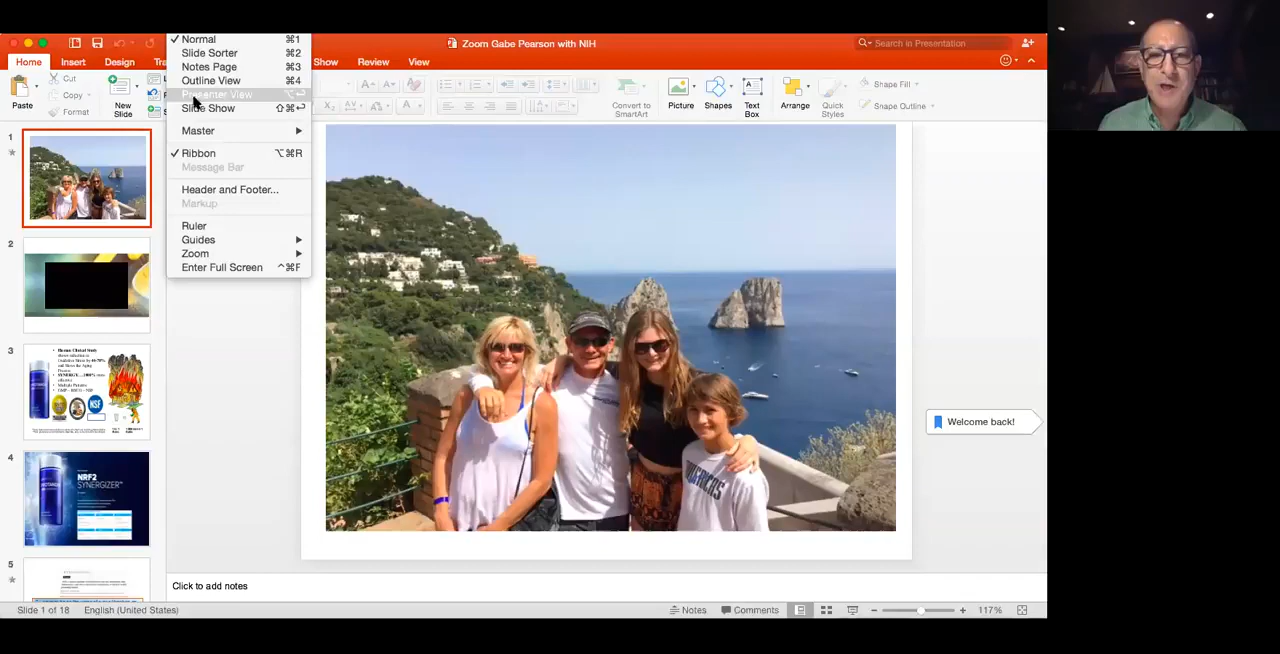 Zoom Gabe Pearson with NIH
Search in Presentation
Home
Insert
Design
Tra
Show
Review
View
Normal ⌘1
Slide Sorter ⌘2
Notes Page ⌘3
Outline View ⌘4
Presenter View ⌥⏎
Slide Show ⇧⌘⏎
Master
Ribbon ⌥⌘R
Message Bar
Header and Footer...
Markup
Ruler
Guides
Zoom
Enter Full Screen ^⌘F
Paste
Cut
Copy
Format
New
Slide
Convert to
SmartArt
Picture
Shapes
Text
Box
Arrange
Quick
Styles
Shape Fill
Shape Outline
1
2
3
SYNERGY
NSF
4
NRF2
SYNERGIZER
5
MAVERICKS
Welcome back!
Click to add notes
Slide 1 of 18
English (United States)
Notes
Comments
117%